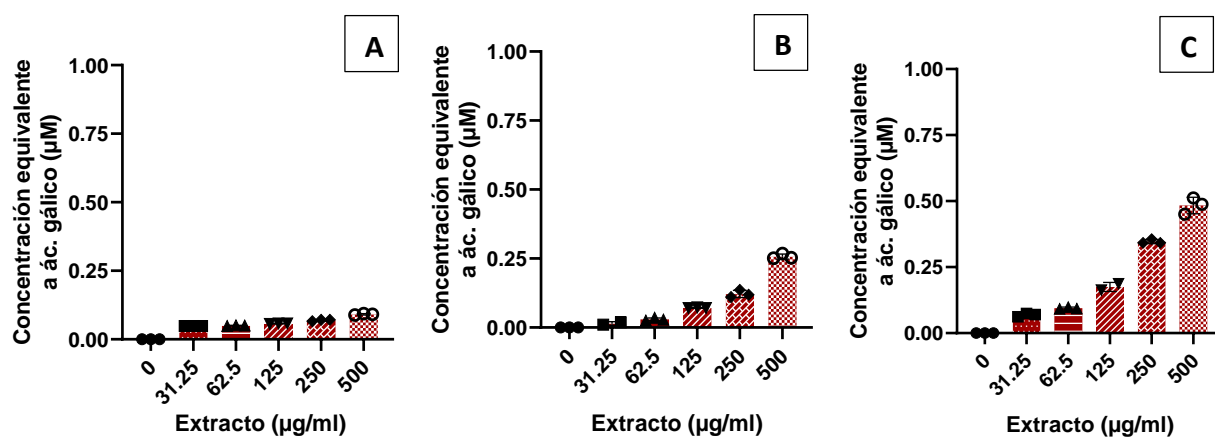 A
Concentración equivalente
a ác. gálico (µM)
1.00
0.75
0.50
0.25
0.00
0
31.25
62.5
125
250
500
Extracto (µg/ml)
B
Concentración equivalente
a ác. gálico (µM)
1.00
0.75
0.50
0.25
0.00
0
31.25
62.5
125
250
500
Extracto (µg/ml)
C
Concentración equivalente
a ác. gálico (µM)
1.00
0.75
0.50
0.25
0.00
0
31.25
62.5
125
250
500
Extracto (µg/ml)